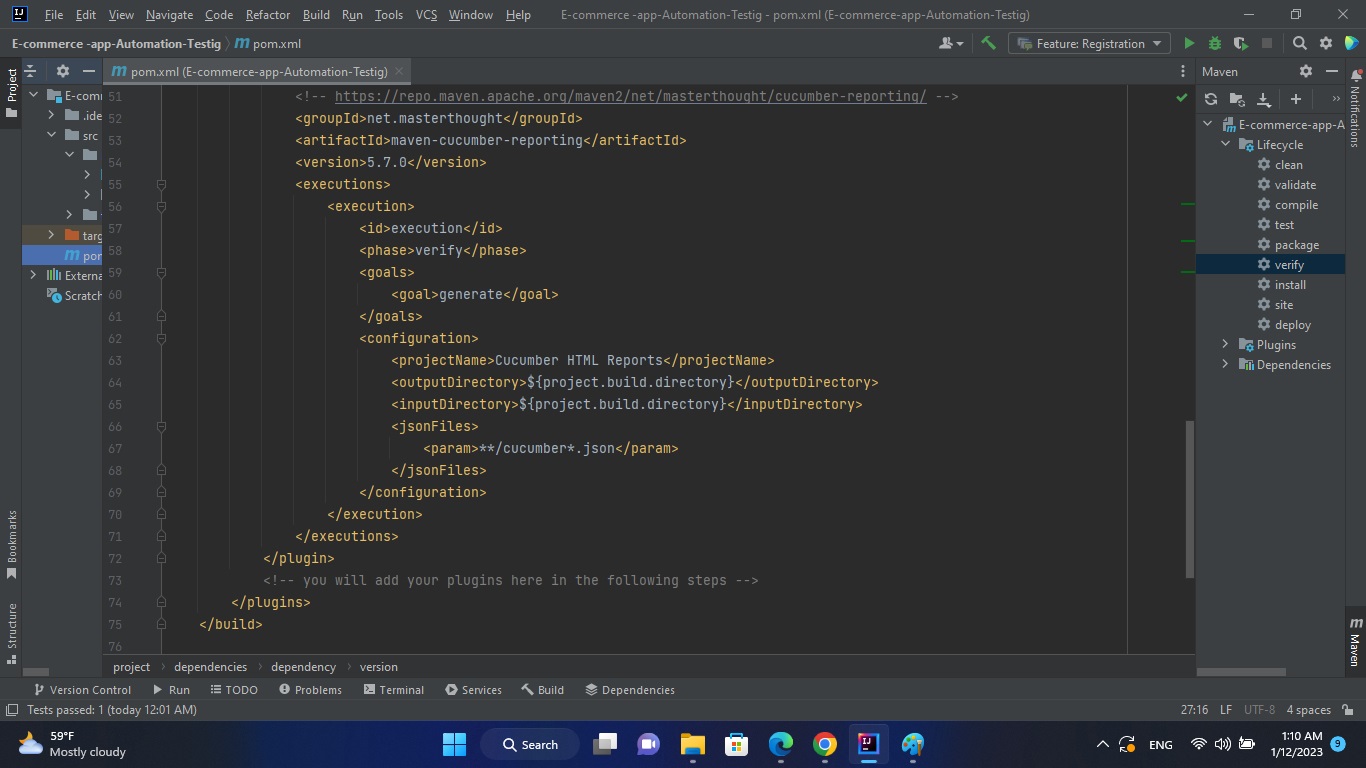 File Edit View Navigate Code Refactor Build Run Tools VCS Window Help E-commerce-app-Automation-Testig - pom.xml (E-commerce-app-Automation-Testig)
E-commerce -app-Automation-Testig pom.xml Feature: Registration
Project
pom.xml (E-commerce-app-Automation-Testig)
Maven
Notifications
E-com
.ide
src
targ
por
Externa
Scratch
51 <!-- https://repo.maven.apache.org/maven2/net/masterthought/cucumber-reporting/ -->
52 <groupId>net.masterthought</groupId>
53 <artifactId>maven-cucumber-reporting</artifactId>
54 <version>5.7.0</version>
55 <executions>
56 <execution>
57 <id>execution</id>
58 <phase>verify</phase>
59 <goals>
60 <goal>generate</goal>
61 </goals>
62 <configuration>
63 <projectName>Cucumber HTML Reports</projectName>
64 <outputDirectory>${project.build.directory}</outputDirectory>
65 <inputDirectory>${project.build.directory}</inputDirectory>
66 <jsonFiles>
67 <param>**/cucumber*.json</param>
68 </jsonFiles>
69 </configuration>
70 </execution>
71 </executions>
72 </plugin>
73 <!-- you will add your plugins here in the following steps -->
74 </plugins>
75 </build>
76
E-commerce-app-A
Lifecycle
clean
validate
compile
test
package
verify
install
site
deploy
Plugins
Dependencies
Bookmarks
Structure
Maven
project dependencies dependency version
Version Control Run TODO Problems Terminal Services Build Dependencies
Tests passed: 1 (today 12:01 AM) 27:16 LF UTF-8 4 spaces
59°F
Mostly cloudy
Search
ENG
1:10 AM
1/12/2023
9